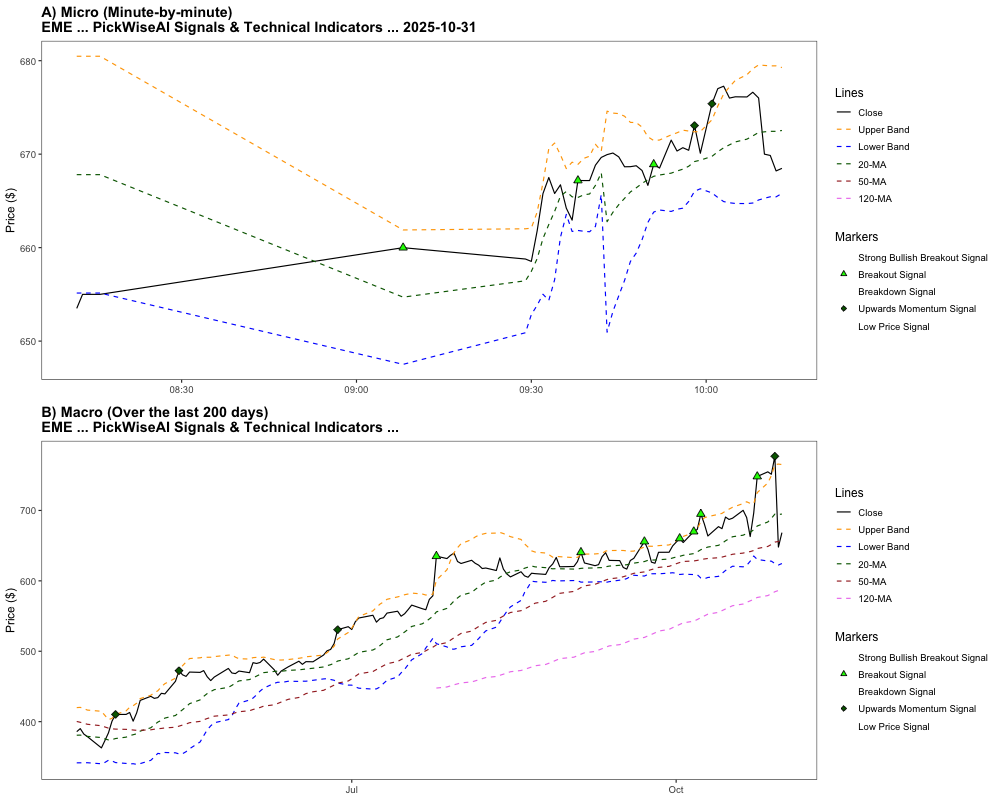 A) Micro (Minute-by-minute)
EME ... PickWiseAI Signals & Technical Indicators ... 2025-10-31
Price ($)
680
670
660
650
08:30
09:00
09:30
10:00
Lines
Close
Upper Band
Lower Band
20-MA
50-MA
120-MA
Markers
Strong Bullish Breakout Signal
Breakout Signal
Breakdown Signal
Upwards Momentum Signal
Low Price Signal
B) Macro (Over the last 200 days)
EME ... PickWiseAI Signals & Technical Indicators ...
Price ($)
700
600
500
400
Jul
Oct
Lines
Close
Upper Band
Lower Band
20-MA
50-MA
120-MA
Markers
Strong Bullish Breakout Signal
Breakout Signal
Breakdown Signal
Upwards Momentum Signal
Low Price Signal